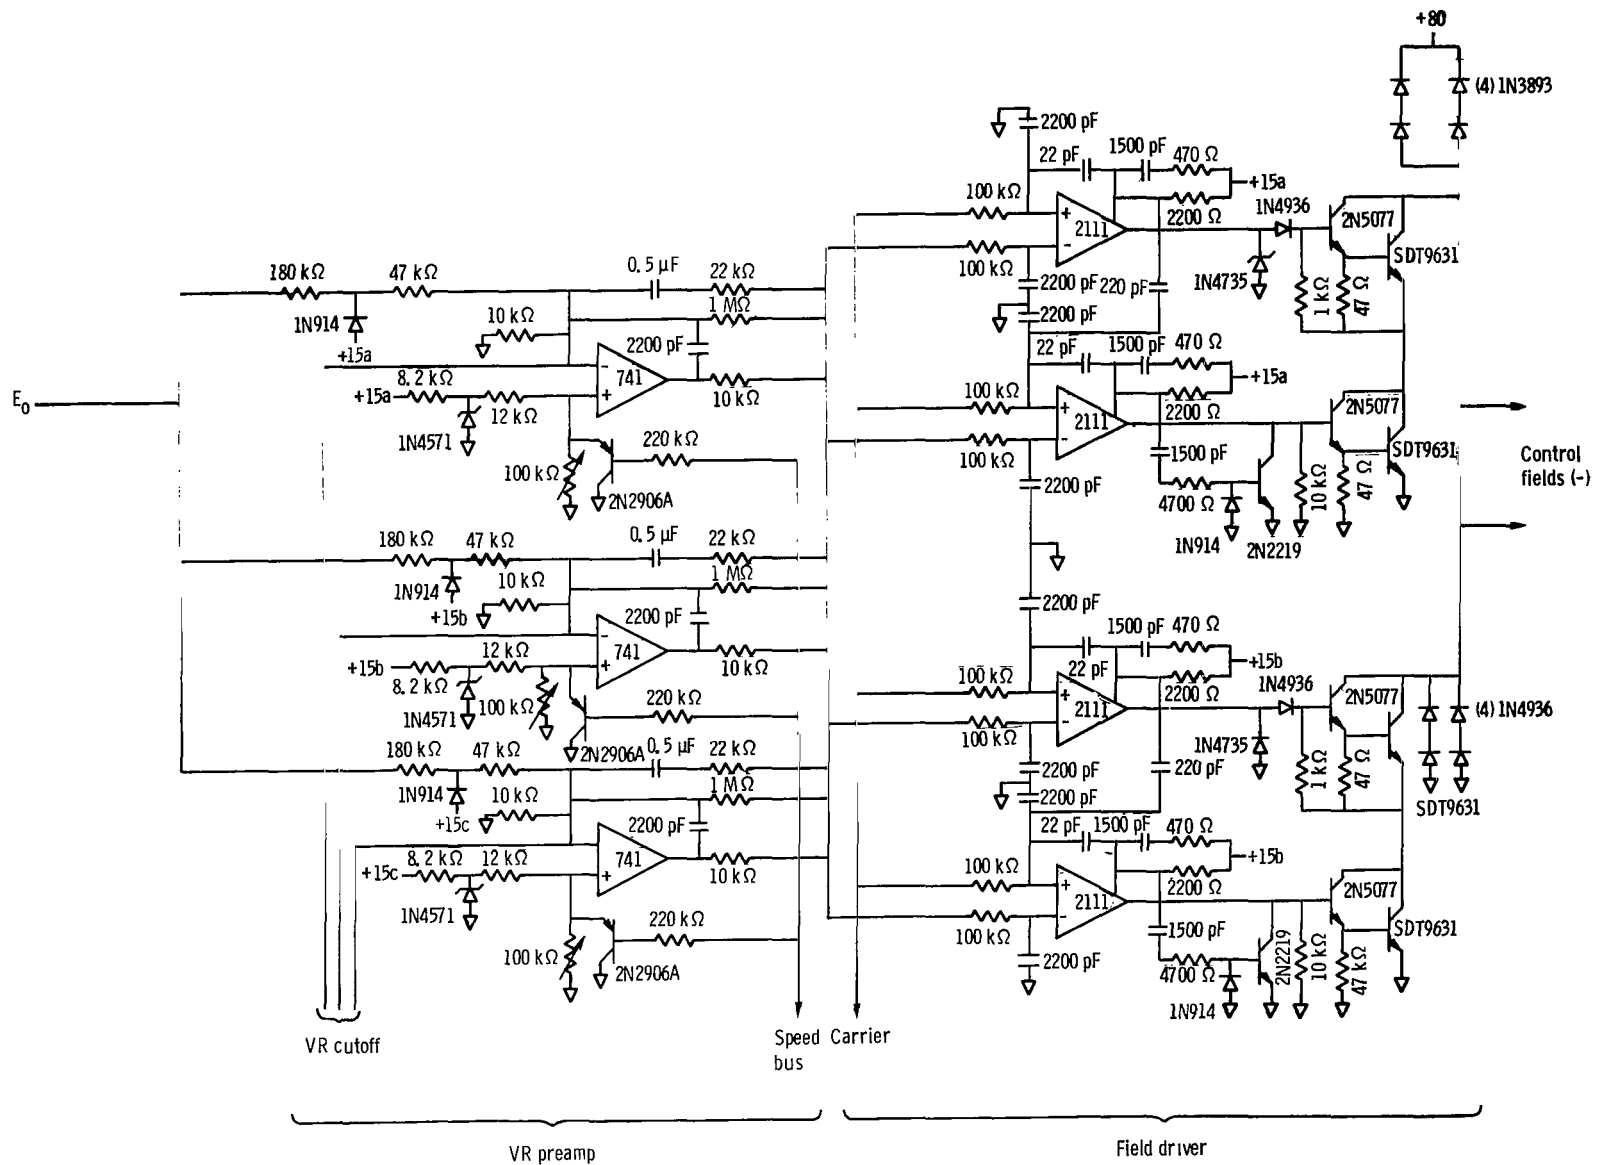 +80
(4) 1N3893
2200 pF
22 pF
1500 pF
470 Ω
+15a
100 kΩ
2200 Ω
1N4936
2N5077
+
2111
-
SDT9631
100 kΩ
2200 pF
220 pF
1N4735
1 kΩ
47 Ω
2200 pF
180 kΩ
47 kΩ
0.5 µF
22 kΩ
1 MΩ
1N914
10 kΩ
+15a
2200 pF
-
741
+
8.2 kΩ
+15a
12 kΩ
10 kΩ
1N4571
220 kΩ
100 kΩ
2N2906A
E0
22 pF
1500 pF
470 Ω
+15a
100 kΩ
2200 Ω
2N5077
+
2111
-
SDT9631
100 kΩ
1500 pF
2200 pF
4700 Ω
10 kΩ
47 Ω
1N914
2N2219
Control
fields (-)
180 kΩ
47 kΩ
0.5 µF
22 kΩ
1 MΩ
1N914
10 kΩ
+15b
2200 pF
-
741
+
12 kΩ
+15b
8.2 kΩ
10 kΩ
1N4571
100 kΩ
220 kΩ
2N2906A
2200 pF
1500 pF
470 Ω
22 pF
+15b
100 kΩ
2200 Ω
1N4936
2N5077
+
2111
-
(4) 1N4936
100 kΩ
1N4735
2200 pF
220 pF
1 kΩ
47 Ω
2200 pF
SDT9631
180 kΩ
47 kΩ
0.5 µF
22 kΩ
1 MΩ
1N914
10 kΩ
+15c
2200 pF
-
741
+
8.2 kΩ
12 kΩ
+15c
10 kΩ
1N4571
220 kΩ
100 kΩ
2N2906A
22 pF
1500 pF
470 Ω
+15b
100 kΩ
2200 Ω
2N5077
+
2111
-
SDT9631
100 kΩ
1500 pF
2200 pF
4700 Ω
2N2219
10 kΩ
47 kΩ
1N914
VR cutoff
Speed
bus
Carrier
VR preamp
Field driver